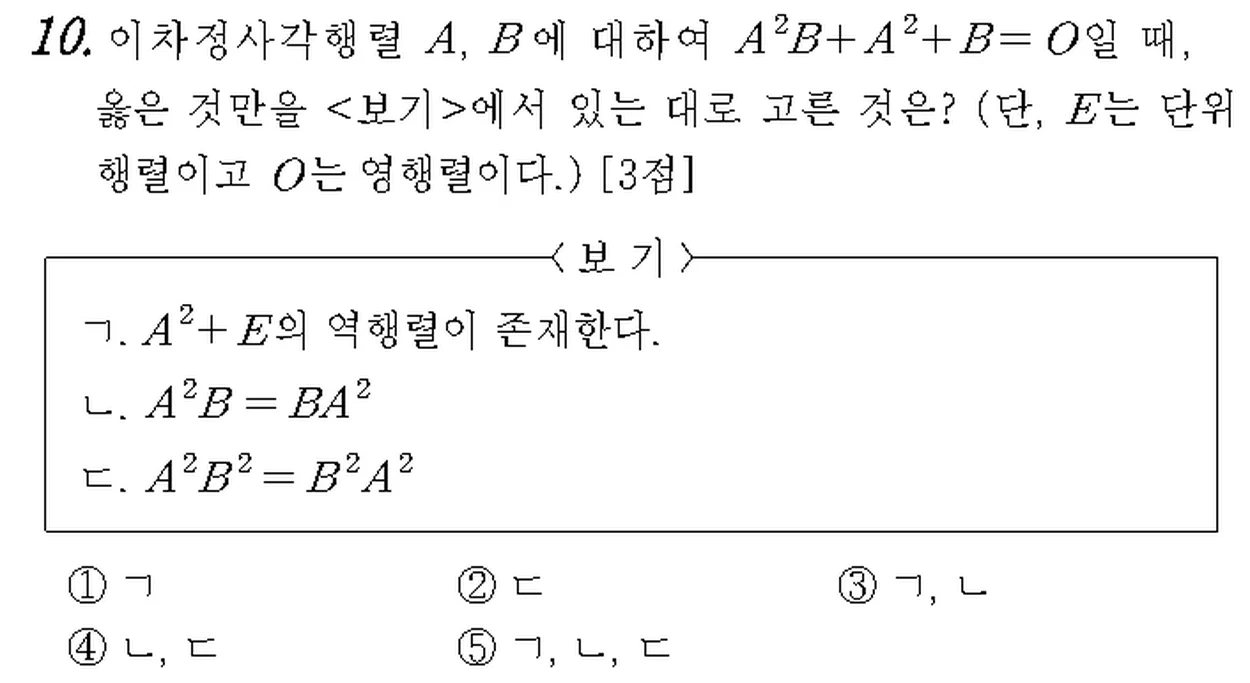 10. 이차정사각행렬 A, B에 대하여 A²B+A²+B=O일 때,
옳은 것만을 <보기>에서 있는 대로 고른 것은? (단, E는 단위
행렬이고 O는 영행렬이다.) [3점]
<보 기>
ㄱ. A²+E의 역행렬이 존재한다.
ㄴ. A²B=BA²
ㄷ. A²B²=B²A²
① ㄱ ② ㄷ ③ ㄱ, ㄴ
④ ㄴ, ㄷ ⑤ ㄱ, ㄴ, ㄷ